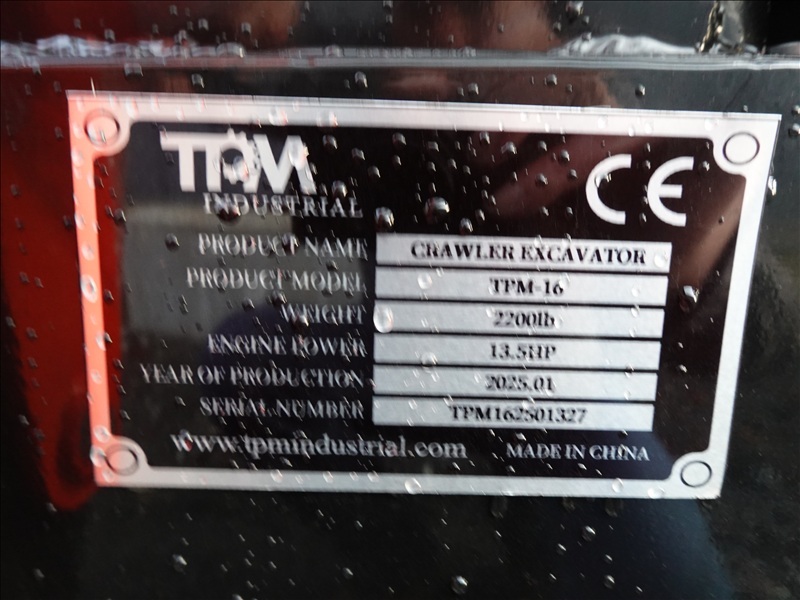 TPM
INDUSTRIAL
CE
PRODUCT NAME CRAWLER EXCAVATOR
PRODUCT MODEL TPM-16
WEIGHT 2200lb
ENGINE POWER 13.5HP
YEAR OF PRODUCTION 2025.01
SERIAL NUMBER TPM162501327
www.tpmindustrial.com MADE IN CHINA